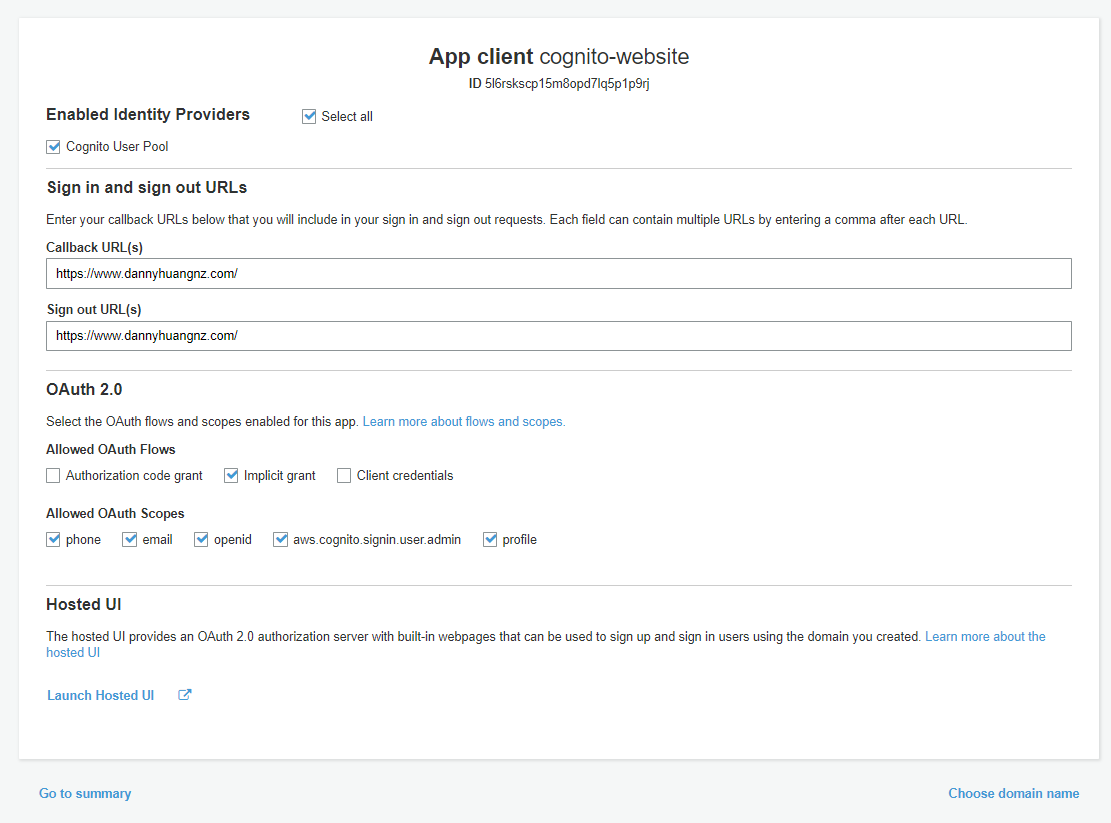 App client cognito-website
ID 5l6rskscp15m8opd7lq5p1p9rj
Enabled Identity Providers Select all
Cognito User Pool
Sign in and sign out URLs
Enter your callback URLs below that you will include in your sign in and sign out requests. Each field can contain multiple URLs by entering a comma after each URL.
Callback URL(s)
https://www.dannyhuangnz.com/
Sign out URL(s)
https://www.dannyhuangnz.com/
OAuth 2.0
Select the OAuth flows and scopes enabled for this app. Learn more about flows and scopes.
Allowed OAuth Flows
Authorization code grant Implicit grant Client credentials
Allowed OAuth Scopes
phone email openid aws.cognito.signin.user.admin profile
Hosted UI
The hosted UI provides an OAuth 2.0 authorization server with built-in webpages that can be used to sign up and sign in users using the domain you created. Learn more about the
hosted UI
Launch Hosted UI
Go to summary Choose domain name